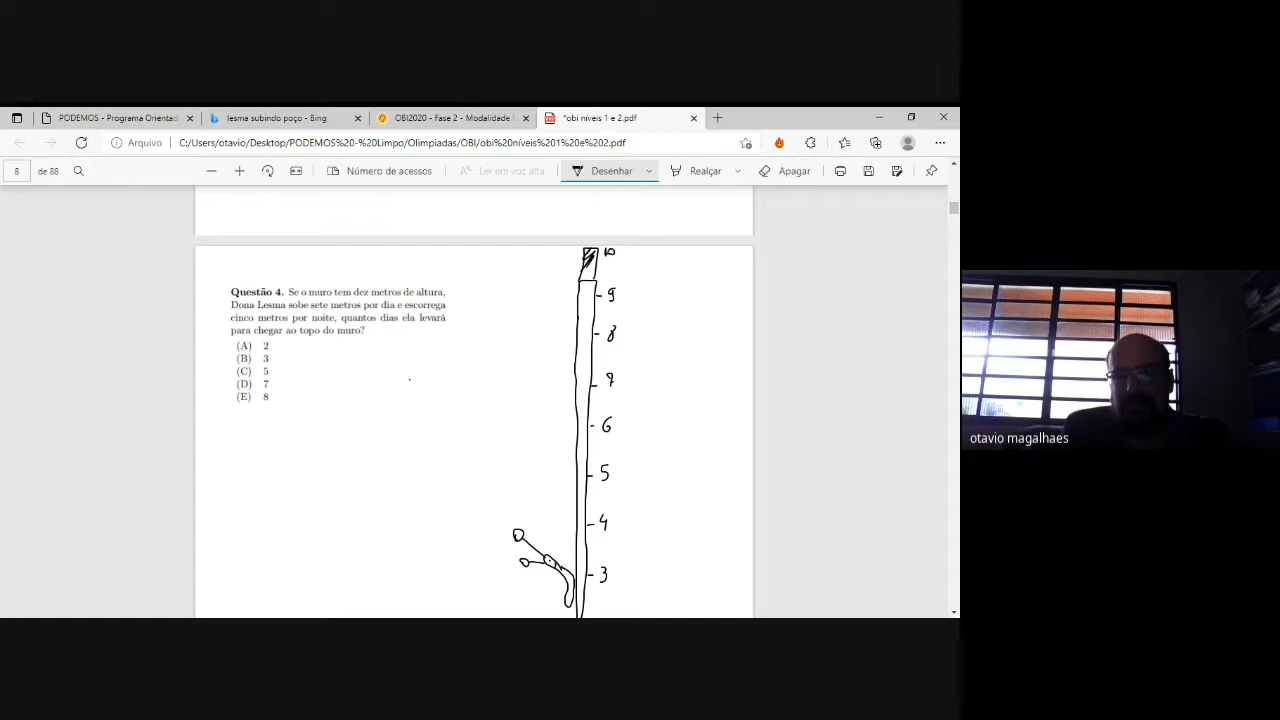 PODEMOS - Programa Orientad
lesma subindo poço - Bing
OBI2020 - Fase 2 - Modalidade I
*obi níveis 1 e 2.pdf
Arquivo
C:/Users/otavio/Desktop/PODEMOS%20-%20Limpo/Olimpiadas/OBI/obi%20níveis%201%20e%202.pdf
8
de 88
Número de acessos
Ler em voz alta
Desenhar
Realçar
Apagar
10
Questão 4. Se o muro tem dez metros de altura,
Dona Lesma sobe sete metros por dia e escorrega
cinco metros por noite, quantos dias ela levará
para chegar ao topo do muro?
(A) 2
(B) 3
(C) 5
(D) 7
(E) 8
9
8
7
6
5
4
3
otavio magalhaes